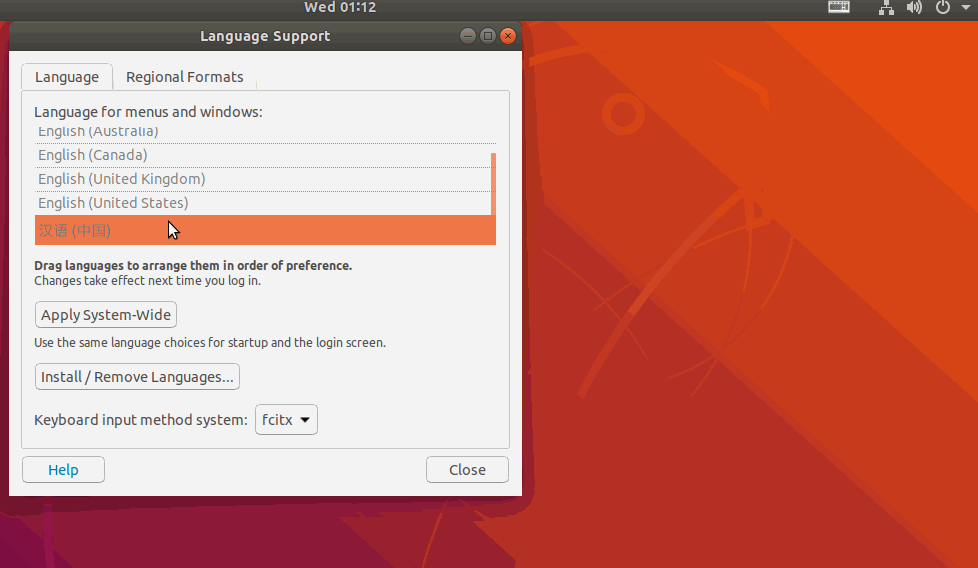 Wed 01:12
Language Support
Language Regional Formats
Language for menus and windows:
English (Australia)
English (Canada)
English (United Kingdom)
English (United States)
汉语 (中国)
Drag languages to arrange them in order of preference.
Changes take effect next time you log in.
Apply System-Wide
Use the same language choices for startup and the login screen.
Install / Remove Languages...
Keyboard input method system: fcitx
Help Close